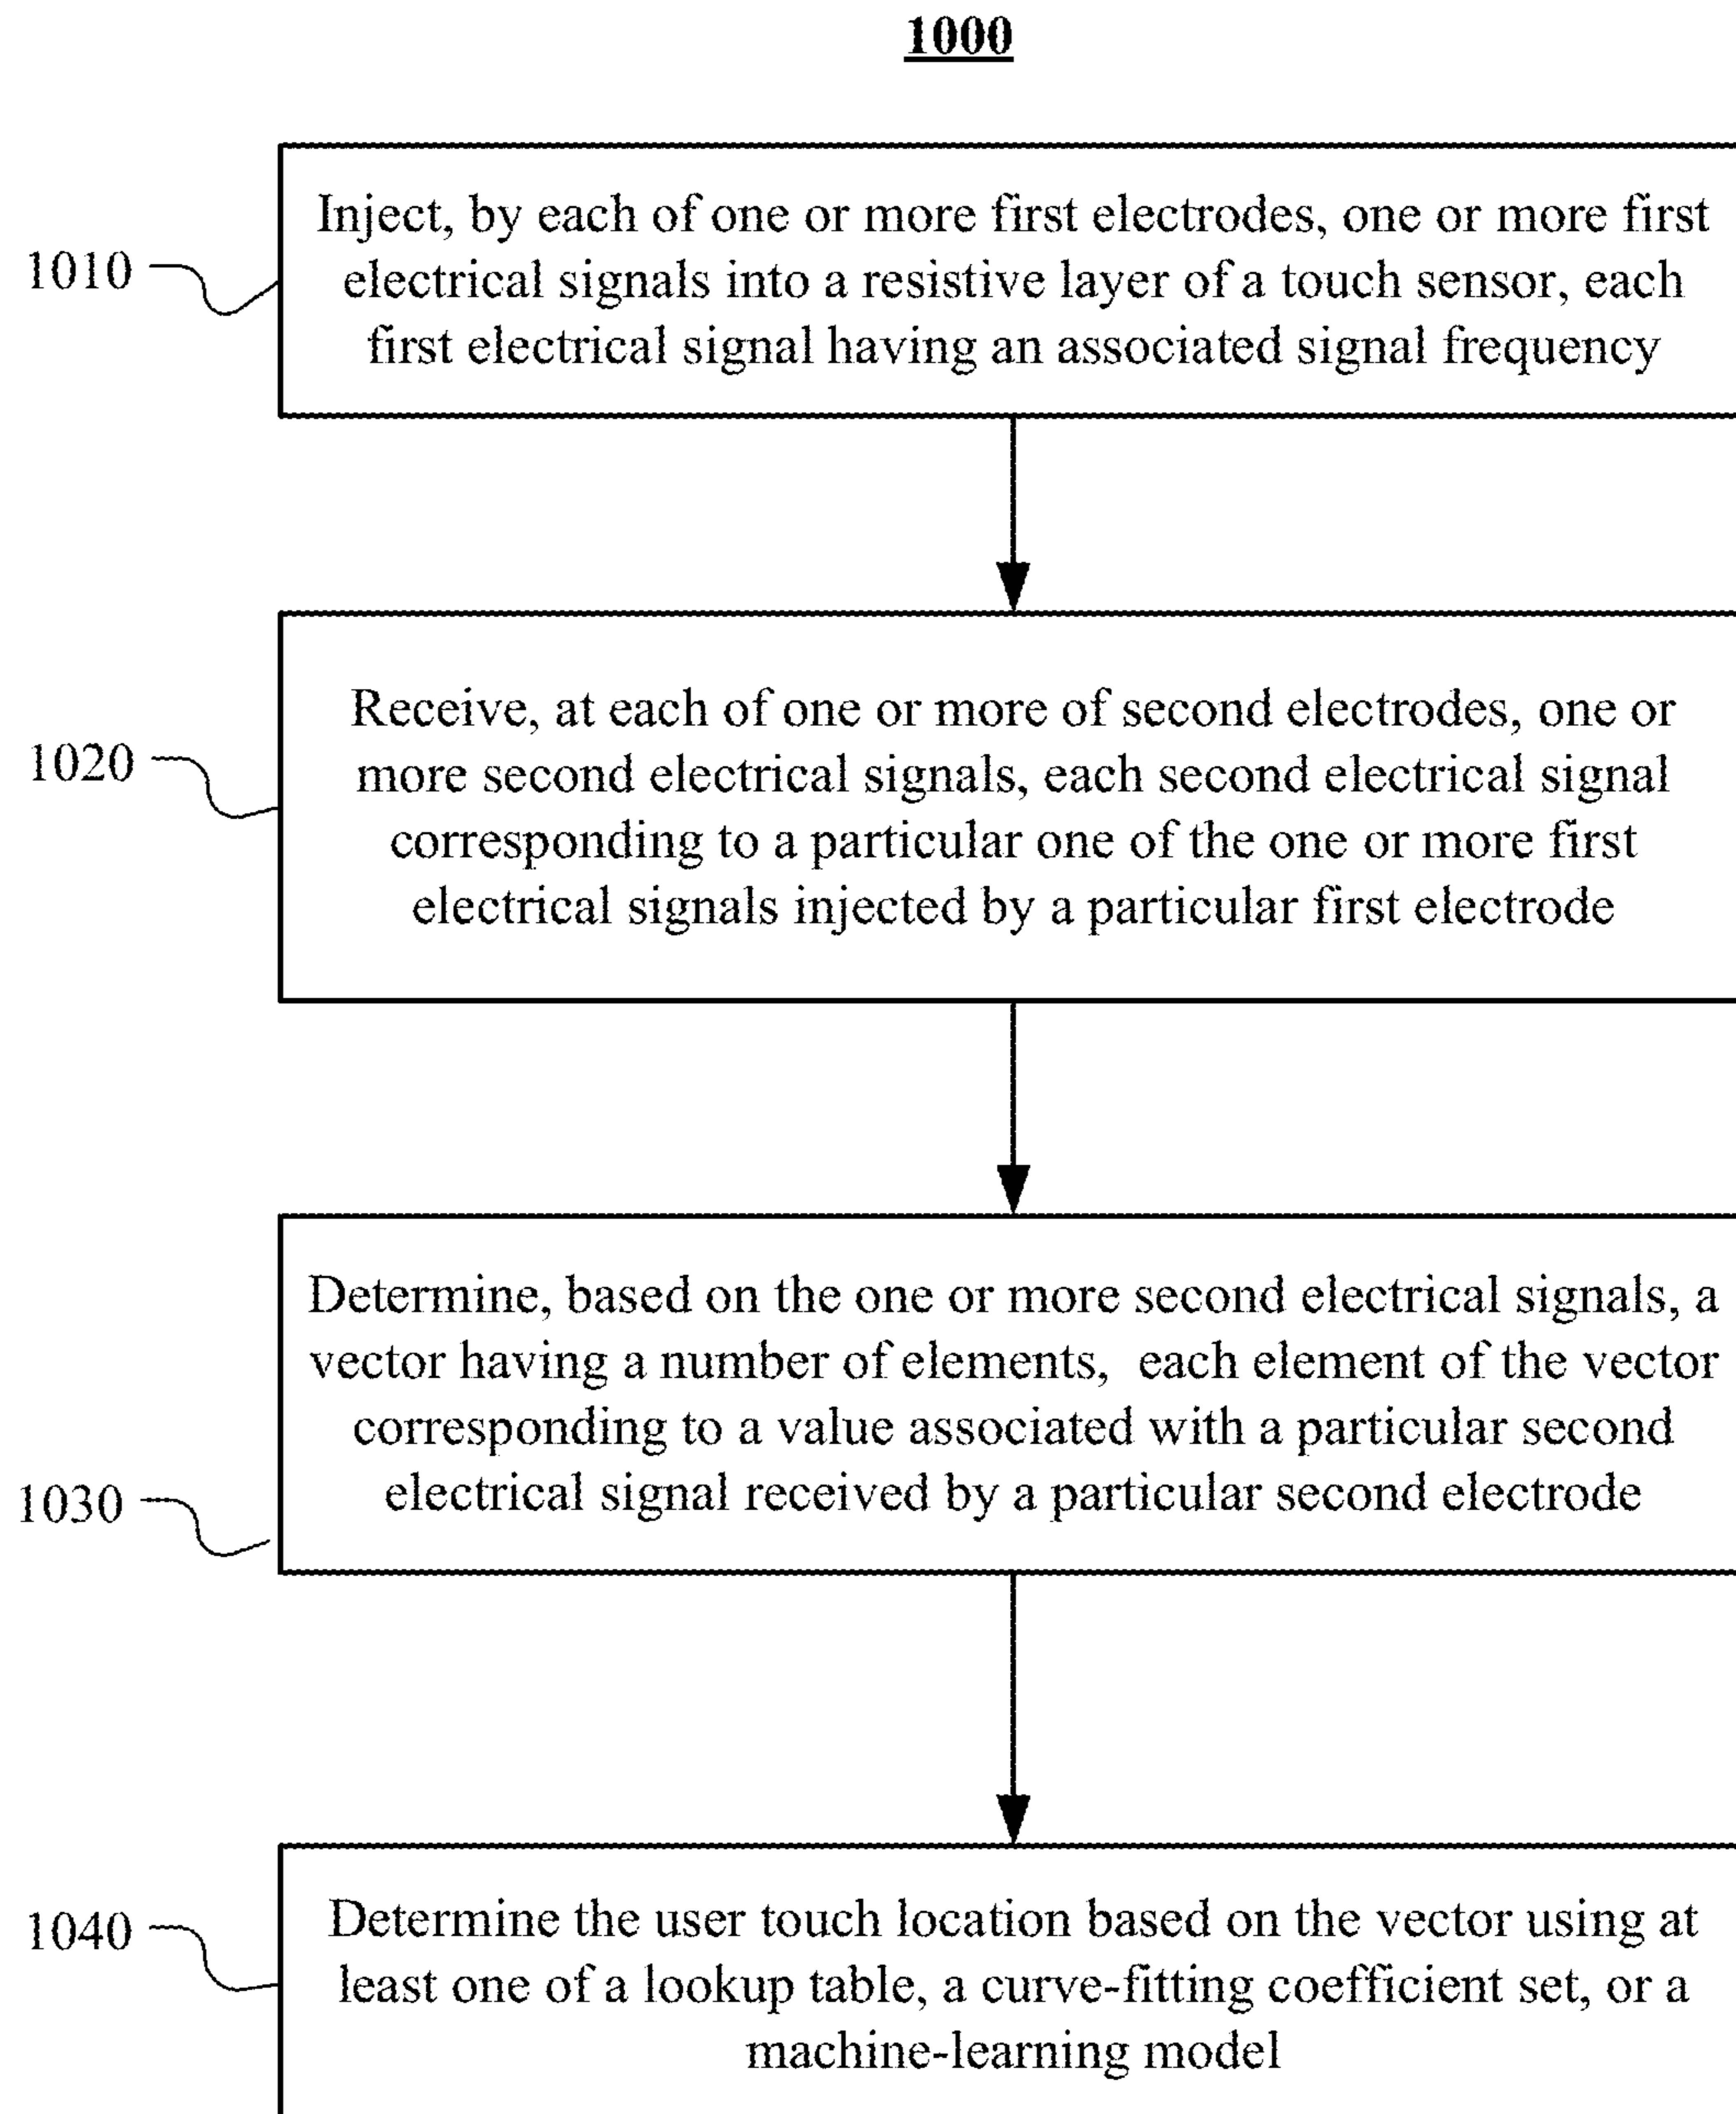 1000
1010
Inject, by each of one or more first electrodes, one or more first
electrical signals into a resistive layer of a touch sensor, each
first electrical signal having an associated signal frequency
1020
Receive, at each of one or more of second electrodes, one or
more second electrical signals, each second electrical signal
corresponding to a particular one of the one or more first
electrical signals injected by a particular first electrode
1030
Determine, based on the one or more second electrical signals, a
vector having a number of elements, each element of the vector
corresponding to a value associated with a particular second
electrical signal received by a particular second electrode
1040
Determine the user touch location based on the vector using at
least one of a lookup table, a curve-fitting coefficient set, or a
machine-learning model